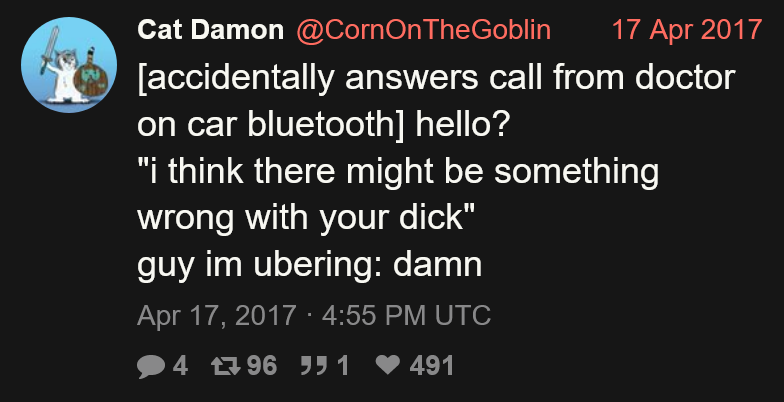 Cat Damon @CornOnTheGoblin 17 Apr 2017
[accidentally answers call from doctor
on car bluetooth] hello?
"i think there might be something
wrong with your dick"
guy im ubering: damn
Apr 17, 2017 · 4:55 PM UTC
4 96 1 491